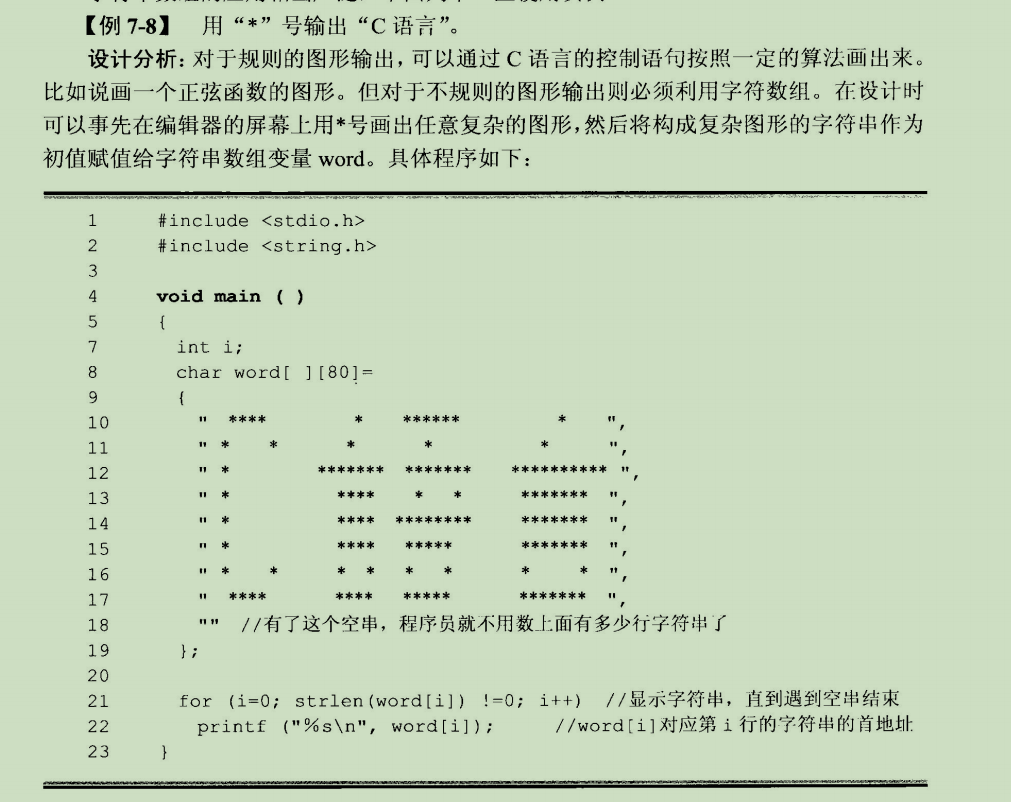 【例 7-8】 用“*”号输出“C 语言”。
设计分析：对于规则的图形输出，可以通过 C 语言的控制语句按照一定的算法画出来。
比如说画一个正弦函数的图形。但对于不规则的图形输出则必须利用字符数组。在设计时
可以事先在编辑器的屏幕上用*号画出任意复杂的图形，然后将构成复杂图形的字符串作为
初值赋值给字符串数组变量 word。具体程序如下：
1 #include <stdio.h>
2 #include <string.h>
3
4 void main ( )
5 {
7 int i;
8 char word[ ][80]=
9 {
10 "  ****         *    ******          *    ",
11 " *    *       *       *           *      ",
12 " *         ******* *******    ********** ",
13 " *           ****    *   *      *******  ",
14 " *           ****  ********     *******  ",
15 " *           ****   *****       *******  ",
16 " *    *      *  *   *   *       *     *  ",
17 "  ****       ****   *****       *******  ",
18 ""  //有了这个空串，程序员就不用数上面有多少行字符串了
19 };
20
21 for (i=0; strlen(word[i]) !=0; i++)  //显示字符串，直到遇到空串结束
22 printf ("%s\n", word[i]);      //word[i]对应第 i 行的字符串的首地址
23 }